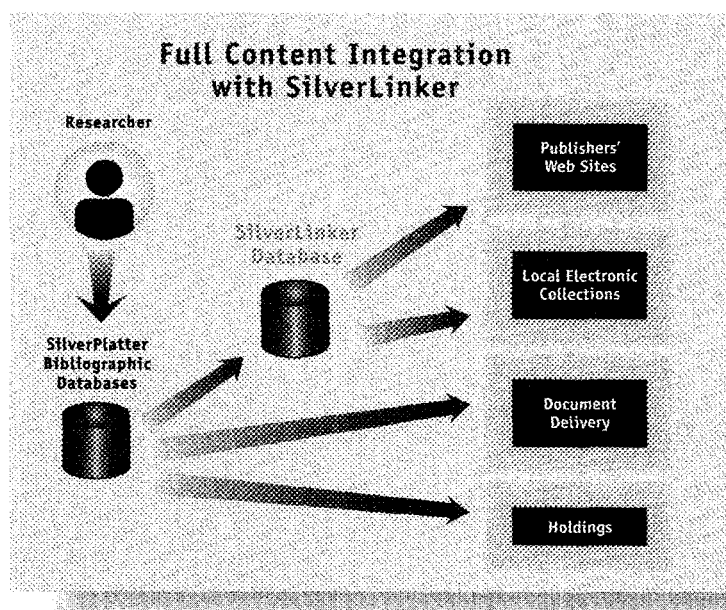 Full Content Integration
with SilverLinker
Researcher
Publishers'
Web Sites
SilverLinker
Database
Local Electronic
Collections
SilverPlatter
Bibliographic
Databases
Document
Delivery
Holdings